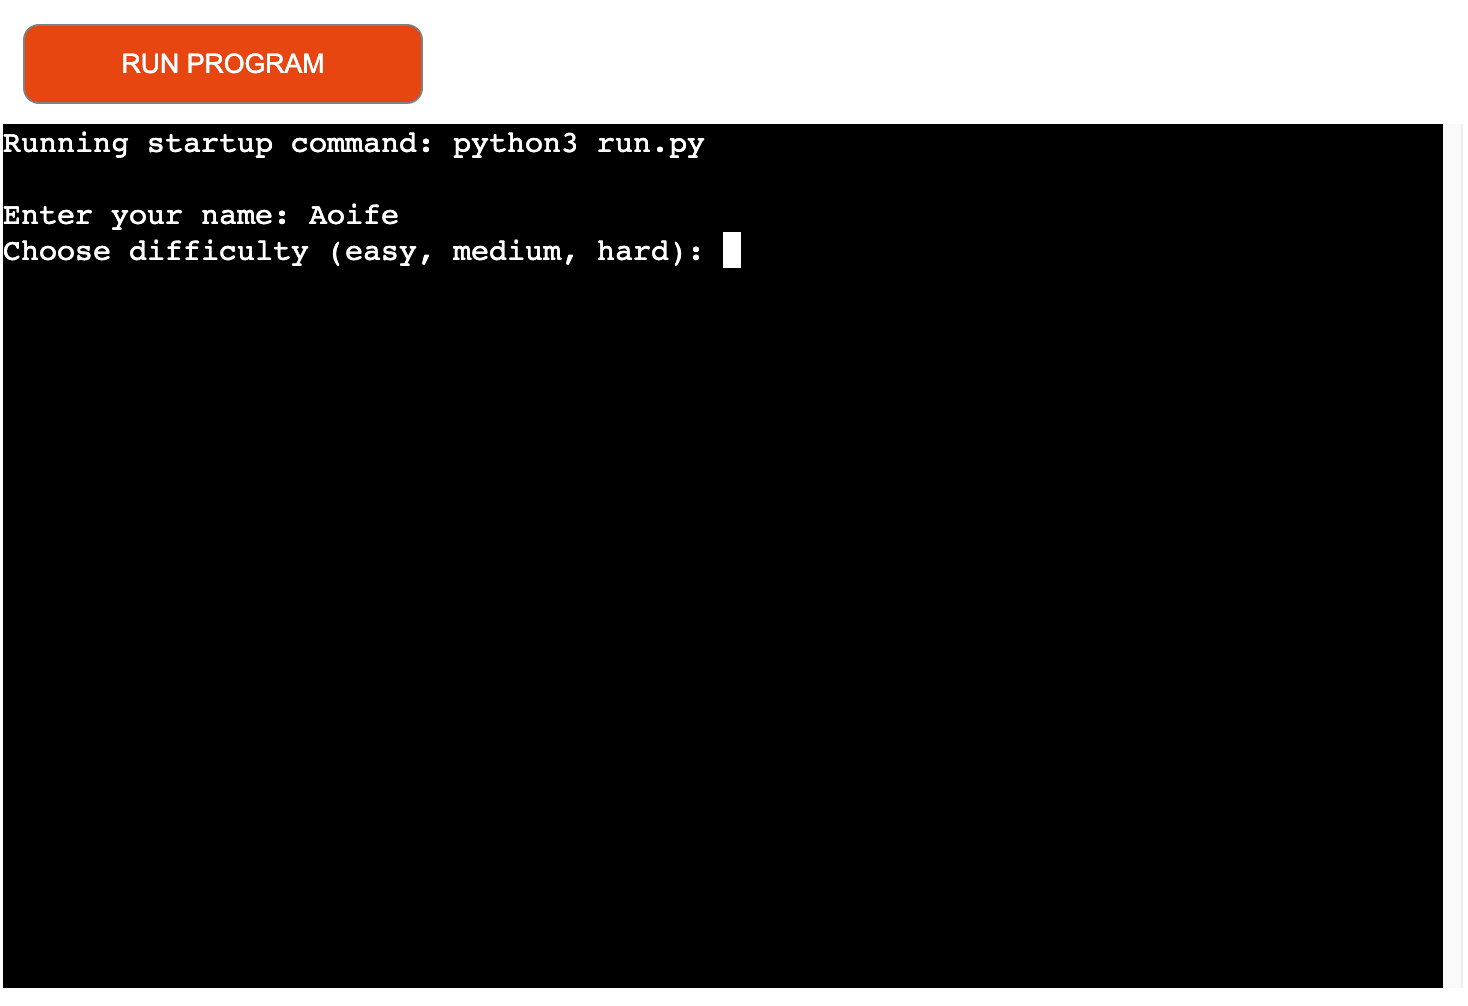 RUN PROGRAM
Running startup command: python3 run.py
Enter your name: Aoife
Choose difficulty (easy, medium, hard):